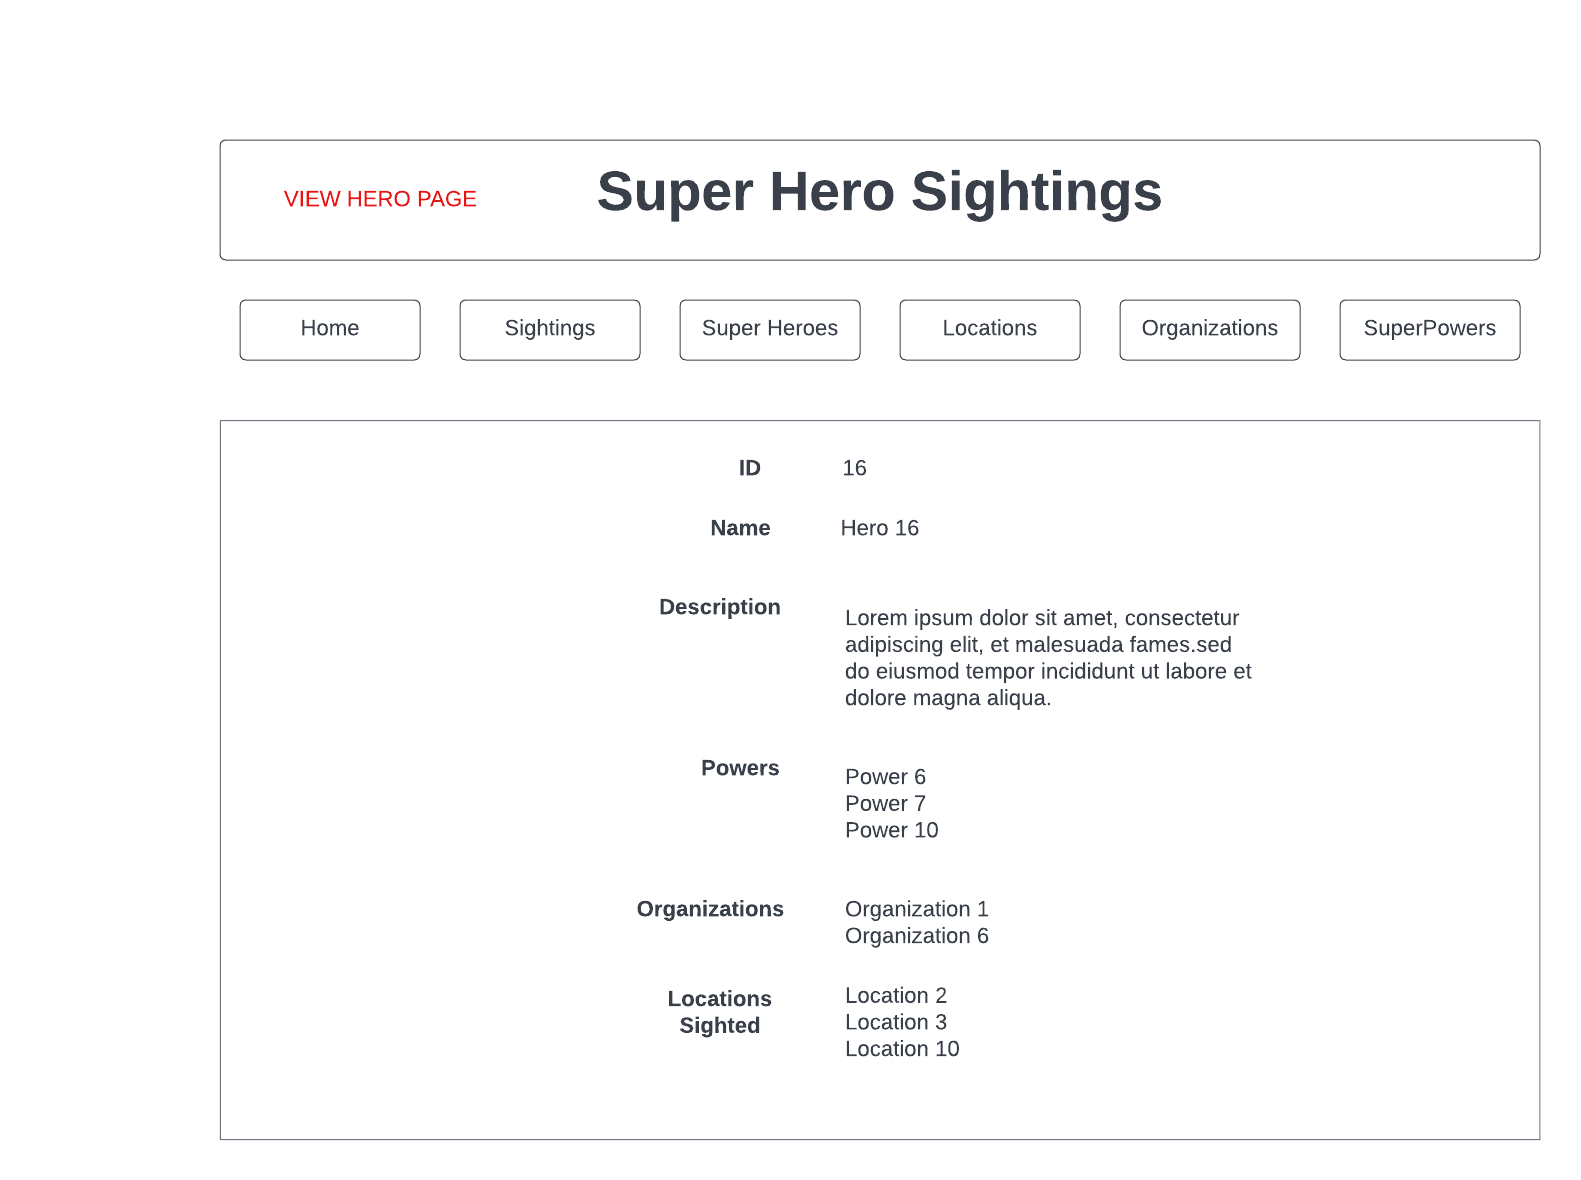 VIEW HERO PAGE
Super Hero Sightings
Home
Sightings
Super Heroes
Locations
Organizations
SuperPowers
ID
16
Name
Hero 16
Description
Lorem ipsum dolor sit amet, consectetur
adipiscing elit, et malesuada fames.sed
do eiusmod tempor incididunt ut labore et
dolore magna aliqua.
Powers
Power 6
Power 7
Power 10
Organizations
Organization 1
Organization 6
Locations
Sighted
Location 2
Location 3
Location 10